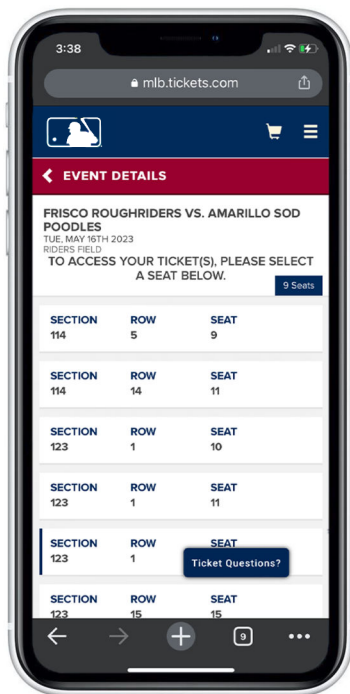 3:38
mlb.tickets.com
EVENT DETAILS
FRISCO ROUGHRIDERS VS. AMARILLO SOD
POODLES
TUE, MAY 16TH 2023
RIDERS FIELD
TO ACCESS YOUR TICKET(S), PLEASE SELECT
A SEAT BELOW.
9 Seats
SECTION ROW SEAT
114 5 9
SECTION ROW SEAT
114 14 11
SECTION ROW SEAT
123 1 10
SECTION ROW SEAT
123 1 11
SECTION ROW SEAT
123 1
Ticket Questions?
SECTION ROW SEAT
123 15 15
9